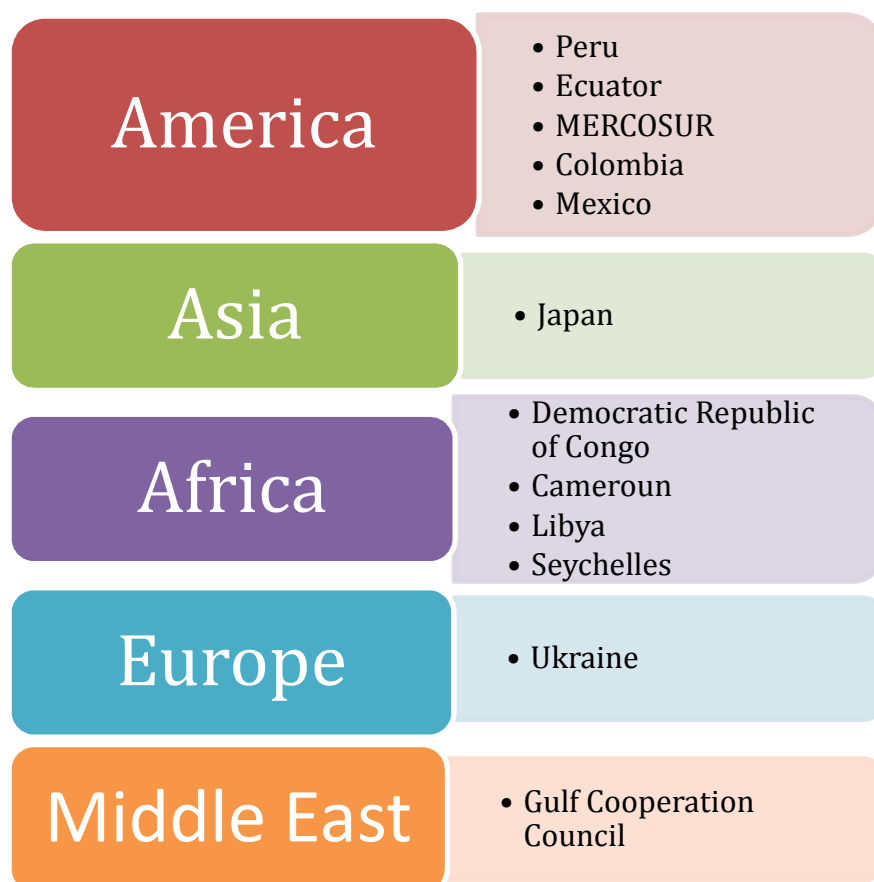 America
• Peru
• Ecuador
• MERCOSUR
• Colombia
• Mexico
Asia
• Japan
Africa
• Democratic Republic
of Congo
• Cameroun
• Libya
• Seychelles
Europe
• Ukraine
Middle East
• Gulf Cooperation
Council